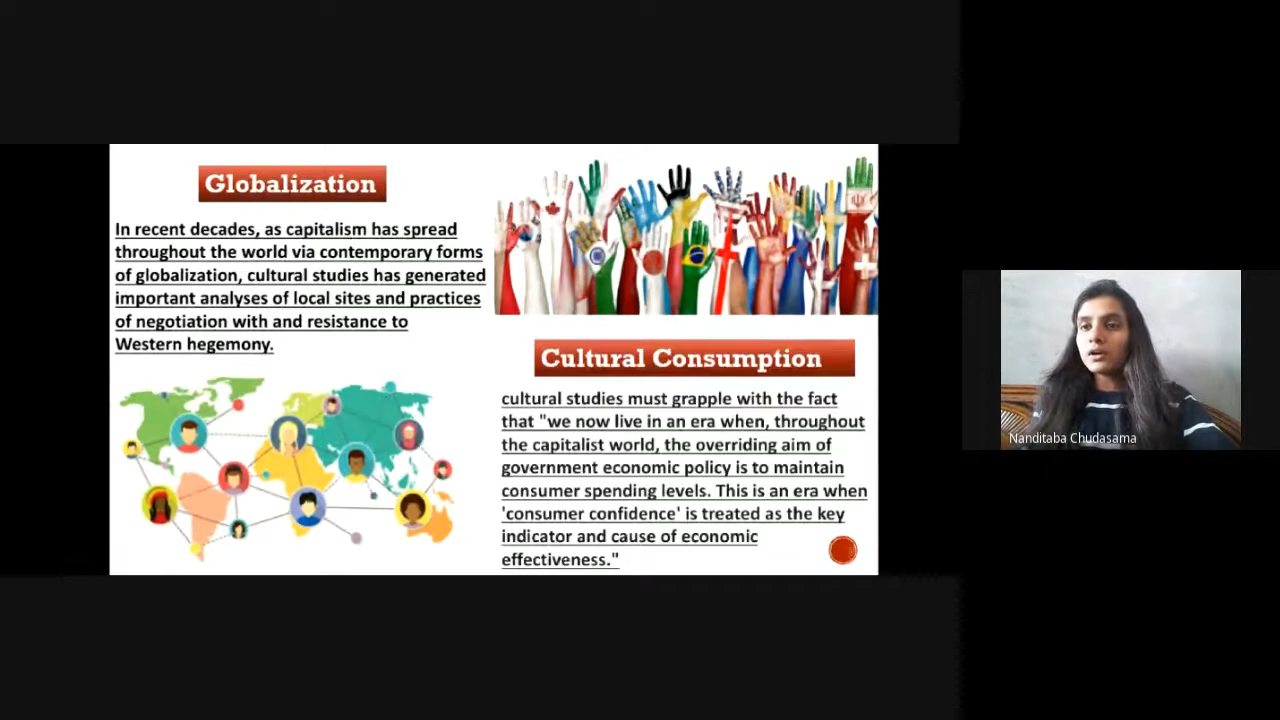 Globalization
In recent decades, as capitalism has spread
throughout the world via contemporary forms
of globalization, cultural studies has generated
important analyses of local sites and practices
of negotiation with and resistance to
Western hegemony.
Cultural Consumption
cultural studies must grapple with the fact
that "we now live in an era when, throughout
the capitalist world, the overriding aim of
government economic policy is to maintain
consumer spending levels. This is an era when
'consumer confidence' is treated as the key
indicator and cause of economic
effectiveness."
Nanditaba Chudasama